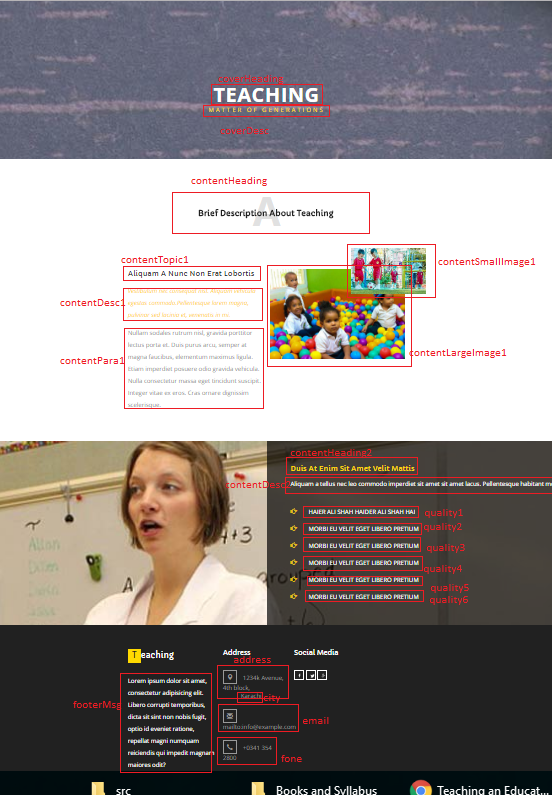 coverHeading
TEACHING
MATTER OF GENERATIONS
coverDesc
contentHeading
A
Brief Description About Teaching
contentTopic1
Aliquam A Nunc Non Erat Lobortis
contentSmallImage1
contentDesc1
egestas commodo Pellentesque lorem magna
pulvinar sed lacinia et, venenatis in mi.
contentLargeImage1
contentPara1
Nullam sodales rutrum nisl, gravida porttitor
lectus porta et. Duis purus arcu, semper at
magna faucibus, elementum maximus ligula.
Etiam imperdiet posuere odio gravida vehicula.
Nulla consectetur massa eget tincidunt suscipit.
Integer vitae ex eros. Cras ornare dignissim
scelerisque.
contentHeading2
Duis At Enim Sit Amet Velit Mattis
contentDesc2
Aliquam a tellus nec leo commodo imperdiet sit amet sit amet lacus. Pellentesque habitant m
HAIER ALI SHAH HAIDER ALI SHAH HAI
quality1
MORBI EU VELIT EGET LIBERO PRETIUM
quality2
MORBI EU VELIT EGET LIBERO PRETIUM
quality3
MORBI EU VELIT EGET LIBERO PRETIUM
quality4
MORBI EU VELIT EGET LIBERO PRETIUM
quality5
MORBI EU VELIT EGET LIBERO PRETIUM
quality6
Allan
4+3
Teaching
footerMsg
Lorem ipsum dolor sit amet,
consectetur adipisicing elit.
Libero corrupti temporibus,
dicta sit sint non nobis fugit,
optio id eveniet ratione,
repellat magni numquam
reiciendis qui impedit magnam
maiores odit?
Address
address
1234k Avenue,
4th block,
Karachi
city
mailto:info@example.com
email
+0341 354
2800
fone
Social Media
src
Books and Syllabus
Teaching an Educat...